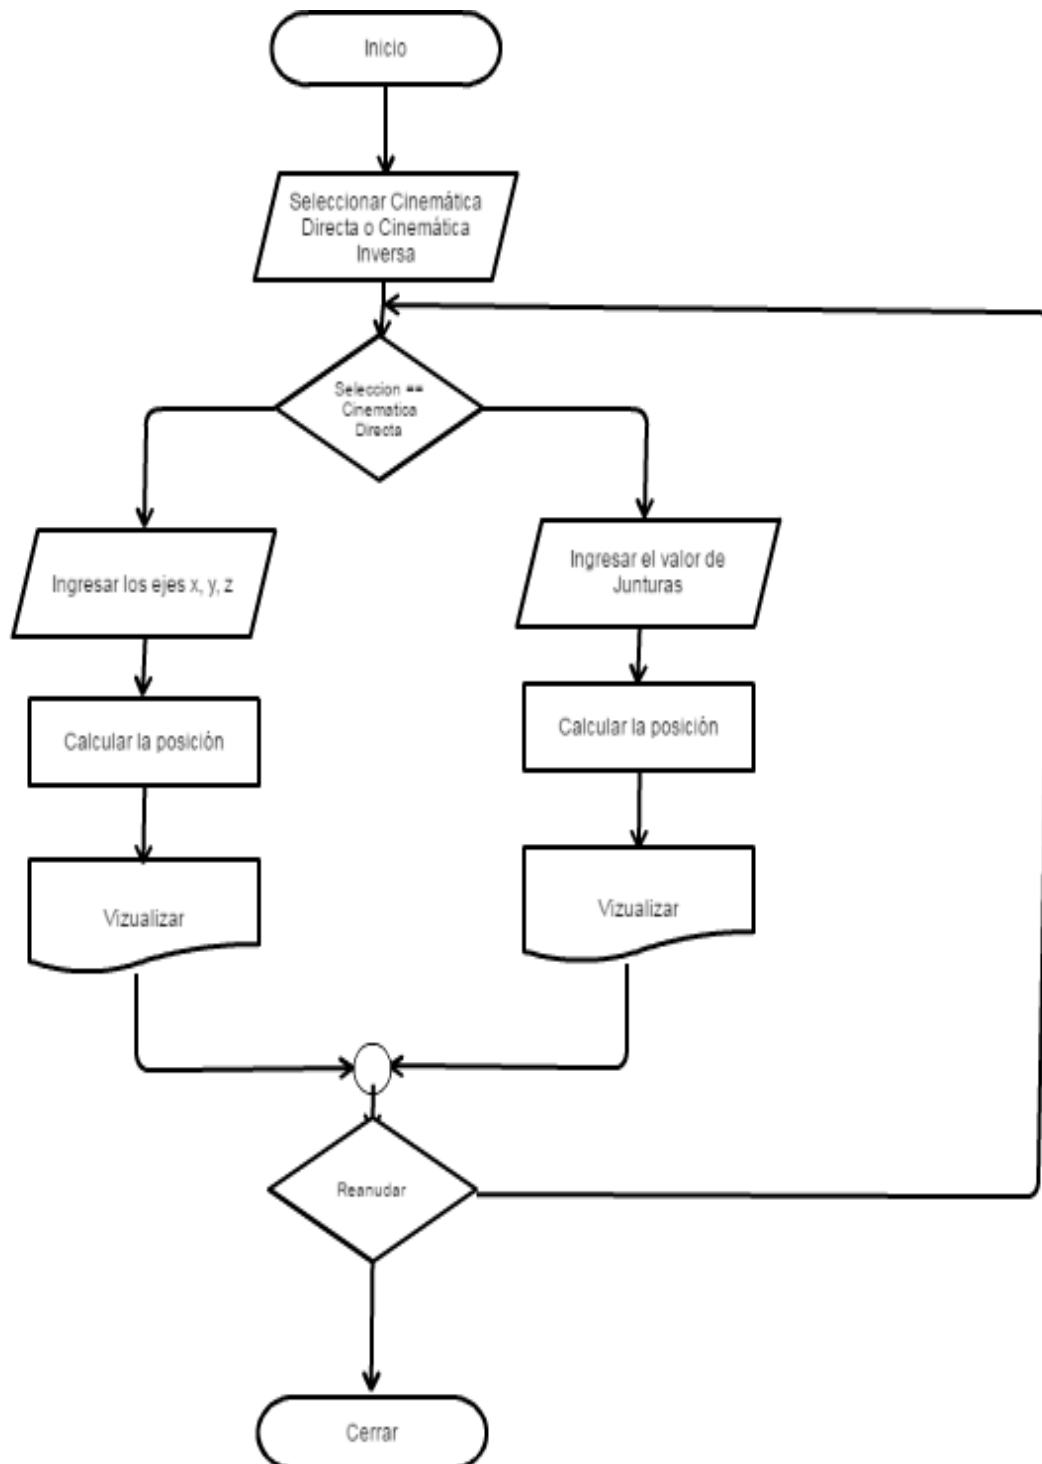 Inicio
Seleccionar Cinemática
Directa o Cinemática
Inversa
Seleccion ==
Cinematica
Directa
Ingresar los ejes x, y, z
Calcular la posición
Vizualizar
Ingresar el valor de
Junturas
Calcular la posición
Vizualizar
Reanudar
Cerrar